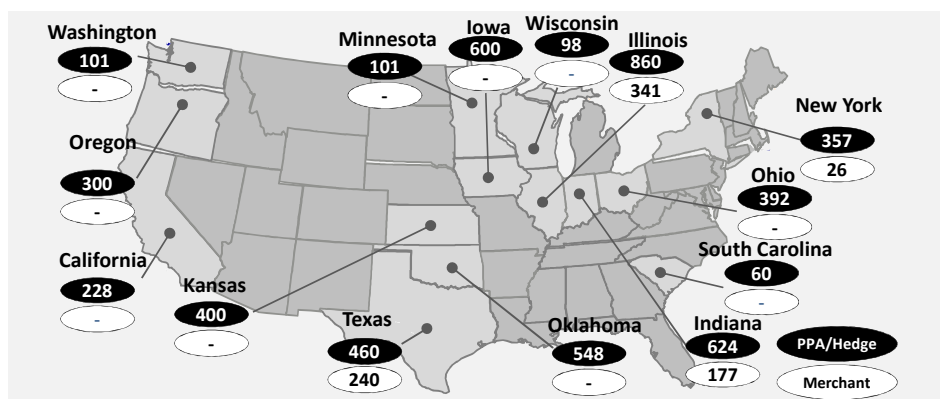 Washington
101
-
Oregon
300
-
California
228
-
Kansas
400
-
Texas
460
240
Minnesota
101
-
Iowa
600
-
Wisconsin
98
-
Illinois
860
341
New York
357
26
Ohio
392
-
South Carolina
60
-
Oklahoma
548
-
Indiana
624
177
PPA/Hedge
Merchant